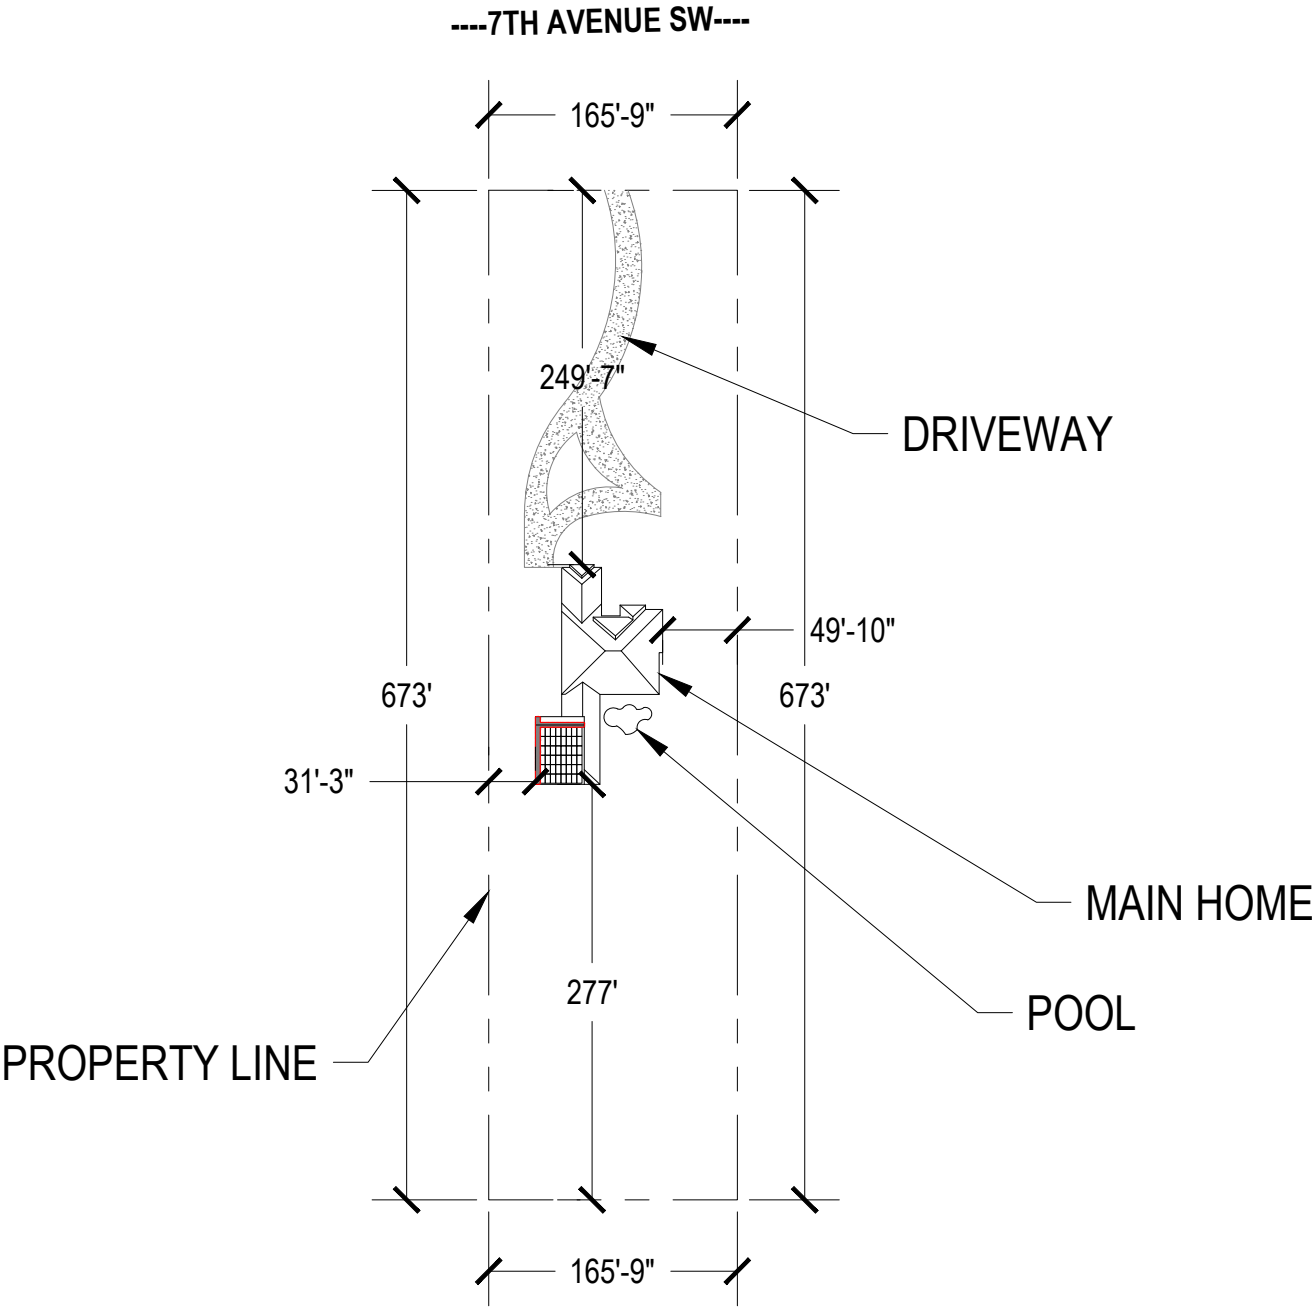 ----7TH AVENUE SW----
165'-9"
249'-7"
DRIVEWAY
49'-10"
673'
673'
31'-3"
MAIN HOME
277'
POOL
PROPERTY LINE
165'-9"